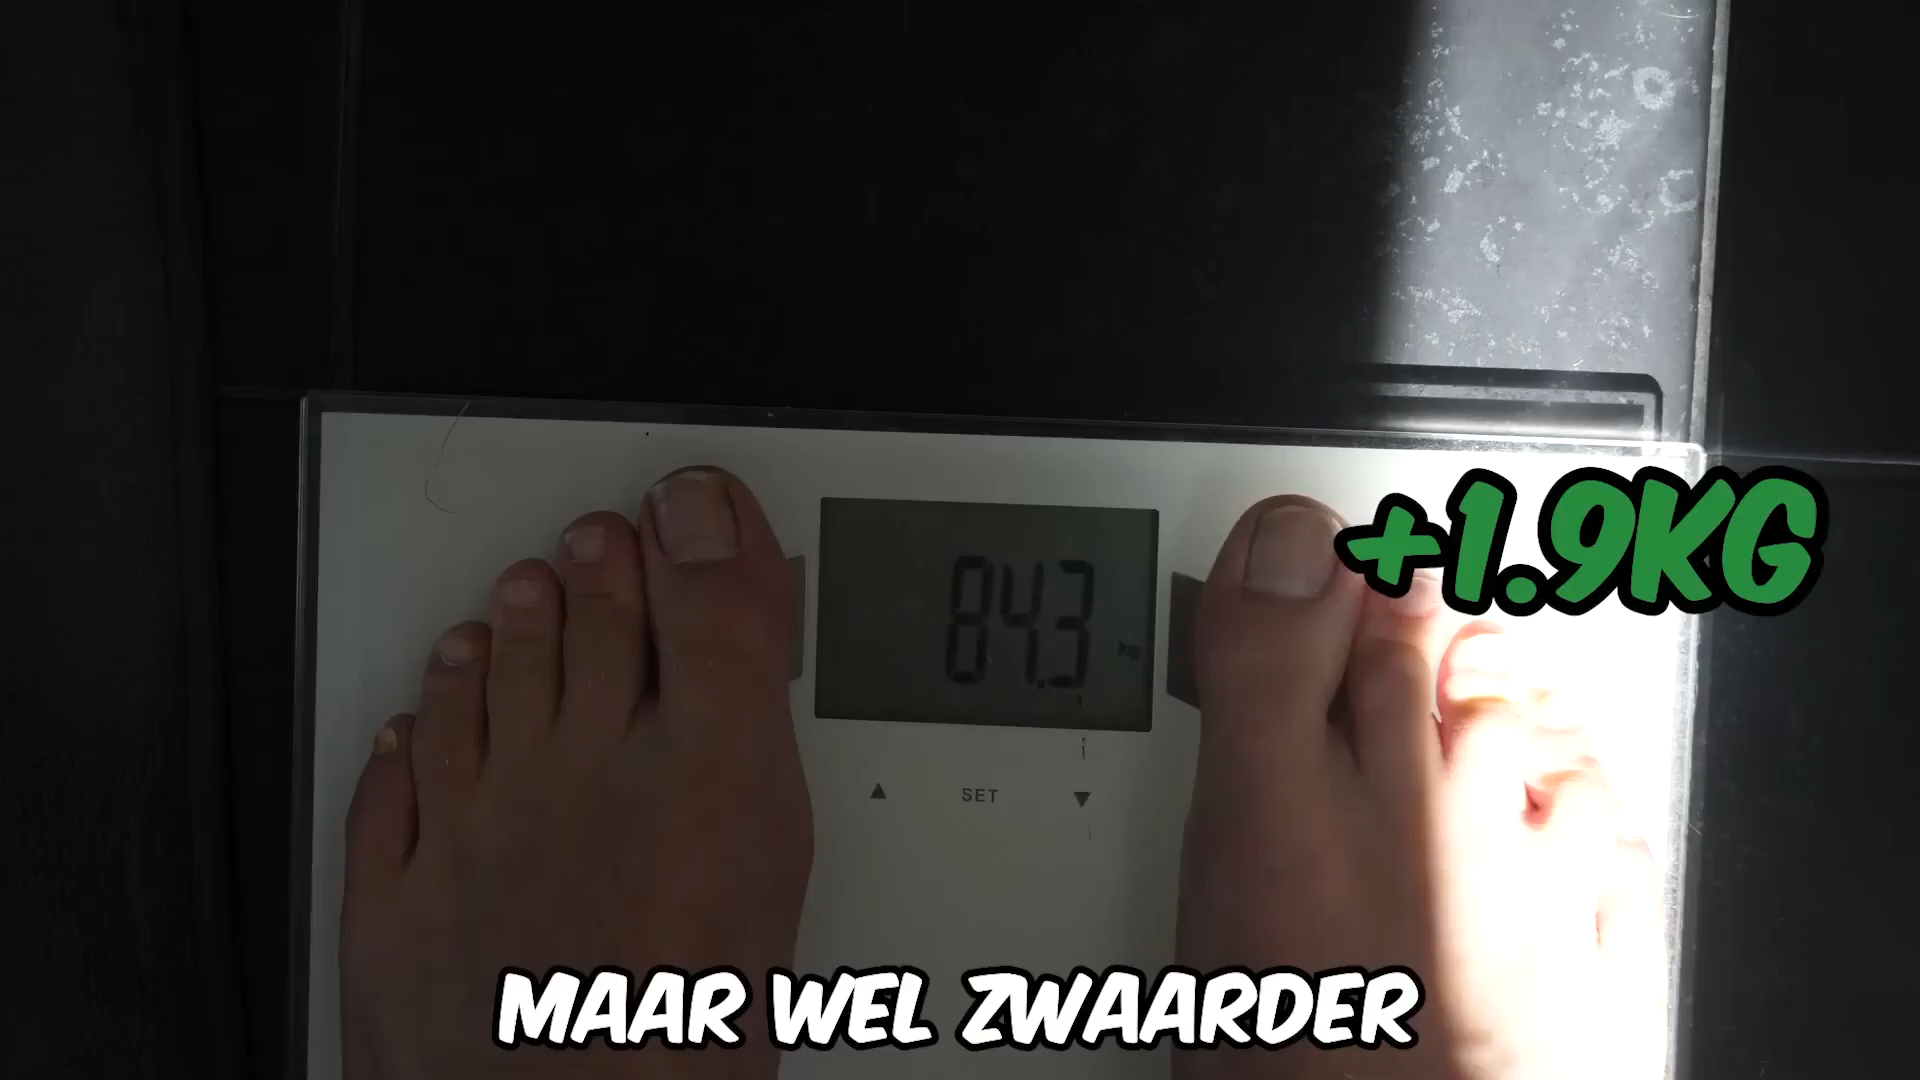 +1.9KG
84.3
▲ SET ▼
MAAR WEL ZWAARDER